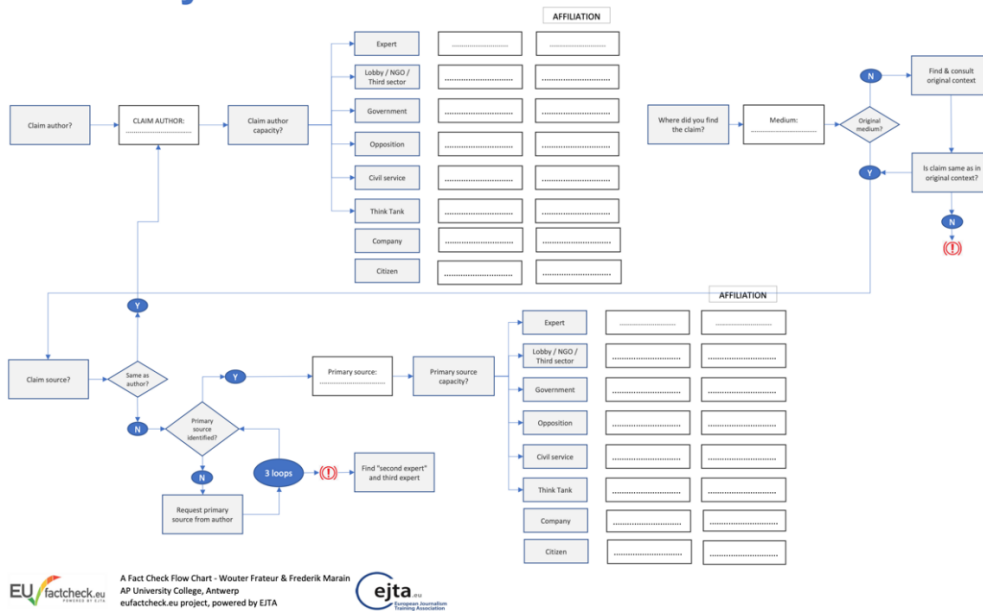 AFFILIATION
Expert
........................
........................
Lobby / NGO /
Third sector
........................
........................
Claim author?
CLAIM AUTHOR:
........................
Claim author
capacity?
Government
........................
........................
Opposition
........................
........................
Civil service
........................
........................
Think Tank
........................
........................
Company
........................
........................
Citizen
........................
........................
Where did you find
the claim?
Medium:
........................
Original
medium?
N
Find & consult
original context
Y
Is claim same as in
original context?
N
(!)
AFFILIATION
Y
Claim source?
Same as
author?
N
Primary
source
identified?
Y
Primary source:
........................
Primary source
capacity?
N
Request primary
source from author
3 loops
(!)
Find "second expert"
and third expert
Expert
........................
........................
Lobby / NGO /
Third sector
........................
........................
Government
........................
........................
Opposition
........................
........................
Civil service
........................
........................
Think Tank
........................
........................
Company
........................
........................
Citizen
........................
........................
EU factcheck.eu
POWERED BY EJTA
A Fact Check Flow Chart - Wouter Frateur & Frederik Marain
AP University College, Antwerp
eufactcheck.eu project, powered by EJTA
ejta.eu
European Journalism
Training Association